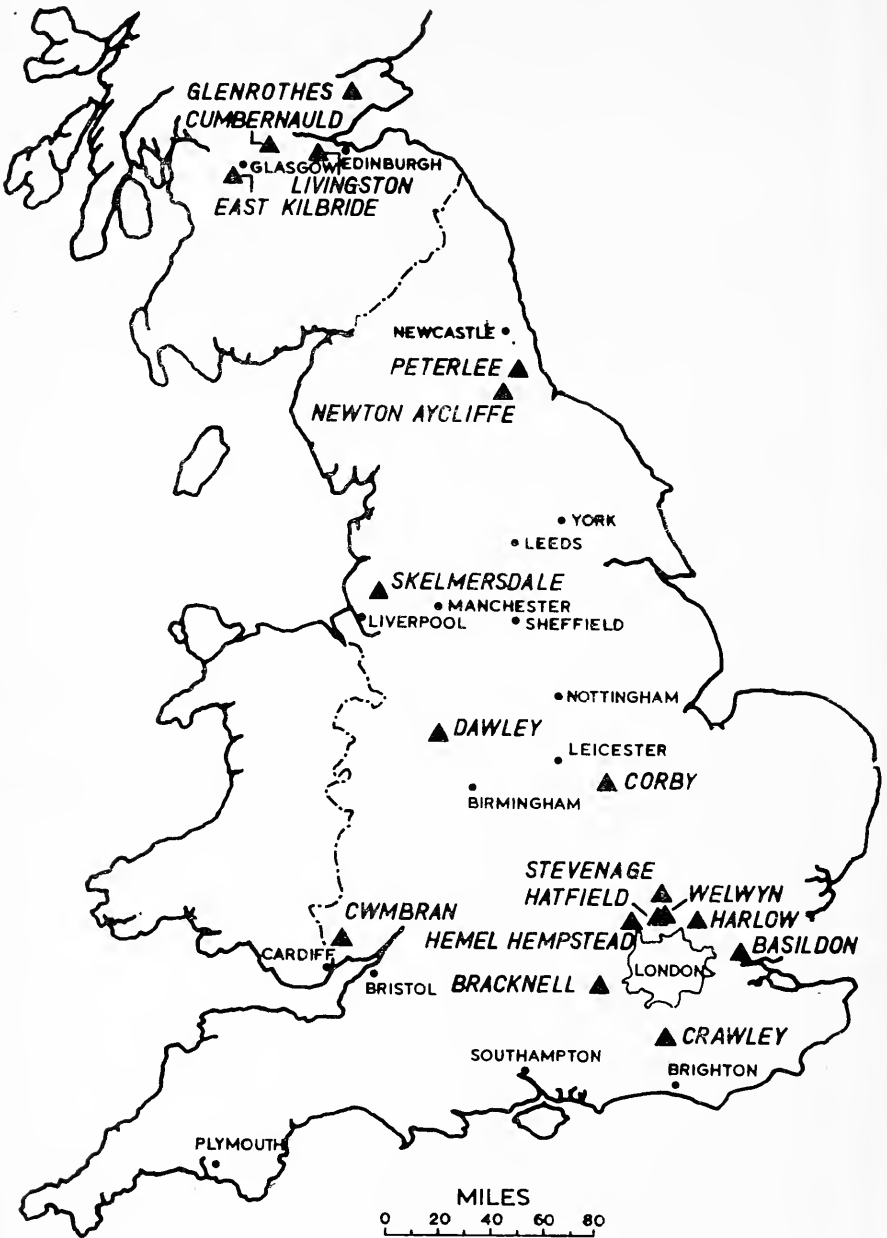 GLENROTHES
CUMBERNAULD
GLASGOW
EDINBURGH
LIVINGSTON
EAST KILBRIDE
NEWCASTLE
PETERLEE
NEWTON AYCLIFFE
YORK
LEEDS
SKELMERSDALE
MANCHESTER
LIVERPOOL
SHEFFIELD
NOTTINGHAM
DAWLEY
LEICESTER
CORBY
BIRMINGHAM
STEVENAGE
HATFIELD
WELWYN
CWMBRAN
HARLOW
HEMEL HEMPSTEAD
BASILDON
CARDIFF
LONDON
BRISTOL
BRACKNELL
CRAWLEY
SOUTHAMPTON
BRIGHTON
PLYMOUTH
MILES
0 20 40 60 80